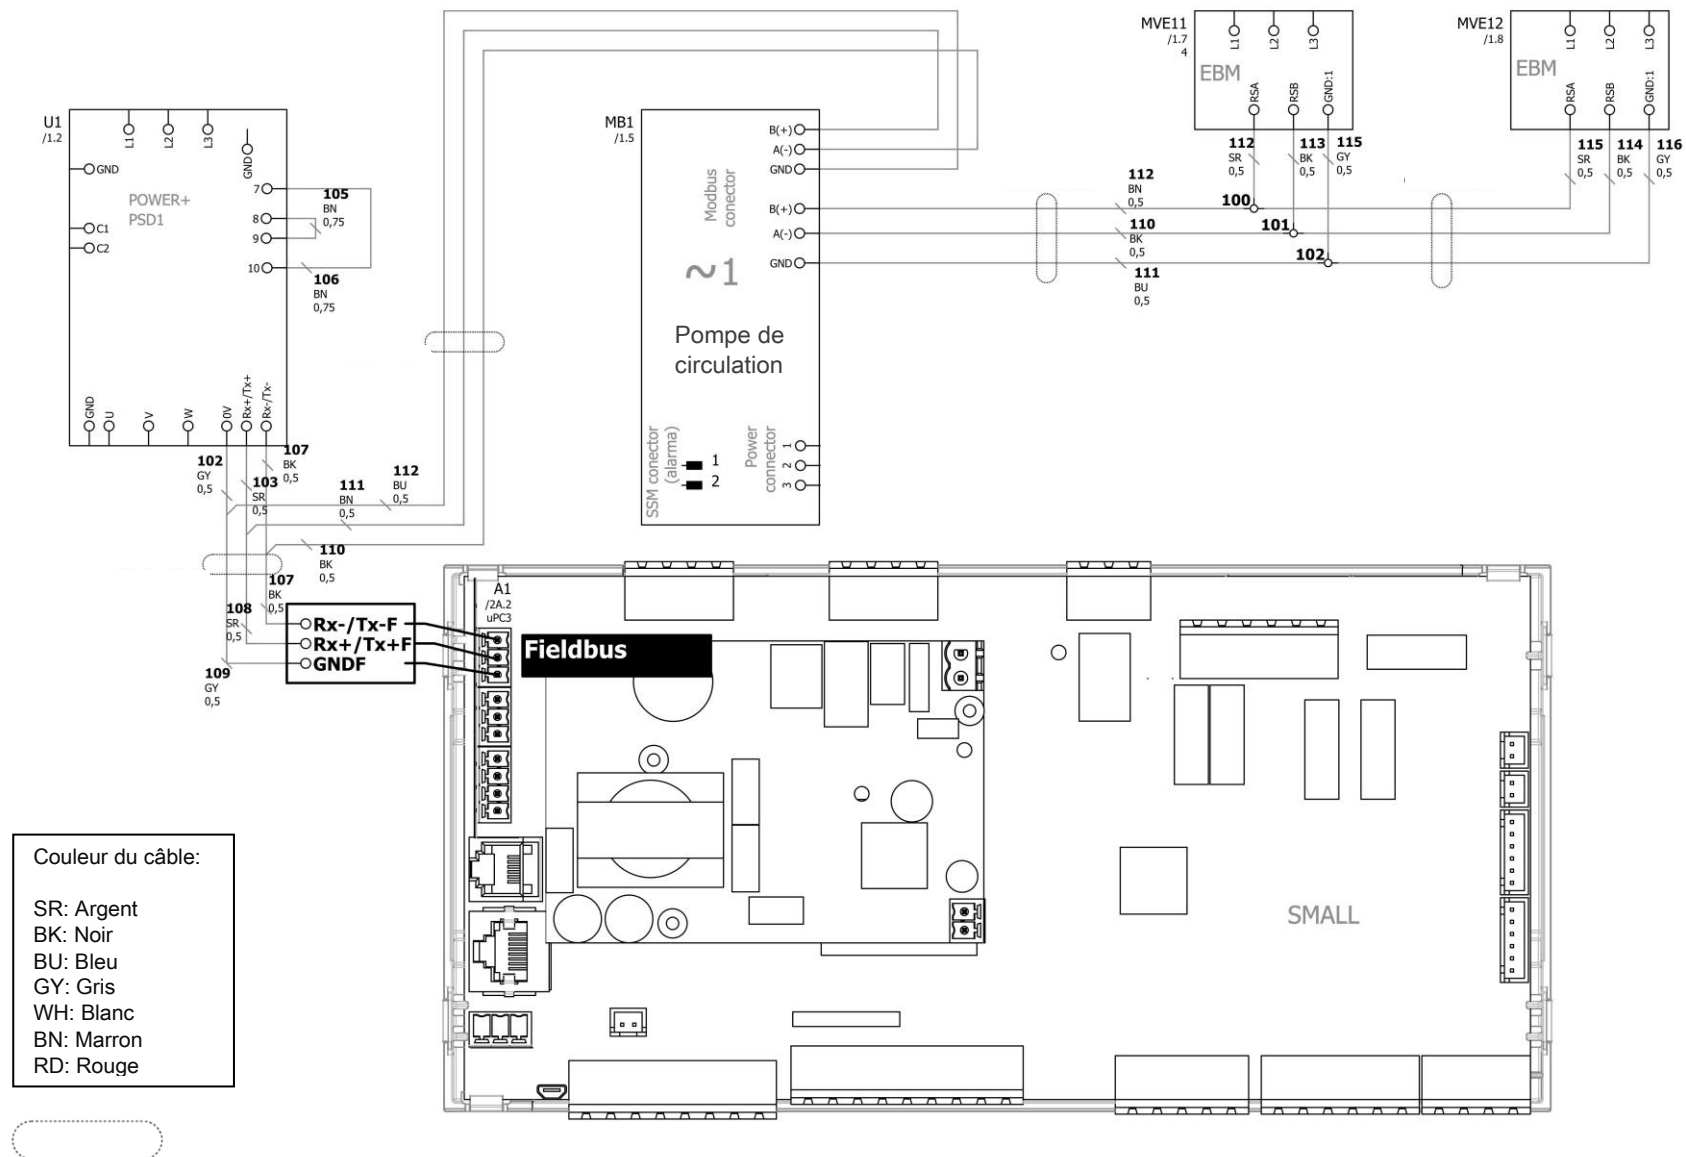 U1
/1.2
L1
L2
L3
GND
GND
POWER+
PSD1
C1
C2
7
8
9
10
105
BN
0,75
106
BN
0,75
GND
U
V
W
0V
Rx+/Tx+
Rx-/Tx-
102
GY
0,5
103
SR
0,5
107
BK
0,5
111
BN
0,5
112
BU
0,5
110
BK
0,5
107
BK
0,5
108
SR
0,5
109
GY
0,5
MB1
/1.5
B(+)
A(-)
GND
Modbus
conector
B(+)
A(-)
GND
~1
Pompe de
circulation
SSM conector
(alarma)
1
2
Power
connector
1
2
3
112
BN
0,5
110
BK
0,5
111
BU
0,5
100
101
102
MVE11
/1.7
4
L1
L2
L3
EBM
RSA
RSB
GND:1
112
SR
0,5
113
BK
0,5
115
GY
0,5
MVE12
/1.8
L1
L2
L3
EBM
RSA
RSB
GND:1
115
SR
0,5
114
BK
0,5
116
GY
0,5
Rx-/Tx-F
Rx+/Tx+F
GNDF
A1
/2A.2
uPC3
Fieldbus
SMALL
Couleur du câble:
SR: Argent
BK: Noir
BU: Bleu
GY: Gris
WH: Blanc
BN: Marron
RD: Rouge